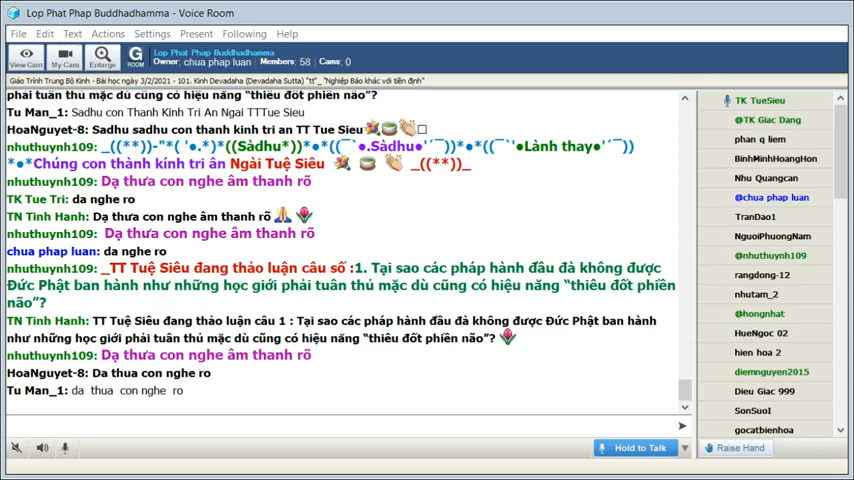 Lop Phat Phap Buddhadhamma - Voice Room
File Edit Text Actions Settings Present Following Help
View Cam My Cam Enlarge G ROOM
Lop Phat Phap Buddhadhamma
Owner: chua phap luan; Members: 58 Cams: 0
Giáo Trình Trung Bộ Kinh - Bài học ngày 3/2/2021 - 101. Kinh Devadaha (Devadaha Sutta) "tt"_ "Nghiệp Báo khác với tiền định"
phải tuân thủ mặc dù cũng có hiệu năng “thiêu đốt phiền não”?
Tu Man_1: Sadhu con Thanh Kinh Tri An Ngai TTTue Sieu
HoaNguyet-8: Sadhu sadhu con thanh kinh tri an TT Tue Sieu
nhuthuynh109: _((**))-"*( '●.*)*((Sàdhu*))*●*((¯`●.Sàdhu●'´¯))*●*((¯`'●Lành thay●'´¯))
*●*Chúng con thành kính tri ân Ngài Tuệ Siêu _((**))_
nhuthuynh109: Dạ thưa con nghe âm thanh rõ
TK Tue Tri: da nghe ro
TN Tinh Hanh: Dạ thưa con nghe âm thanh rõ
nhuthuynh109: Dạ thưa con nghe âm thanh rõ
chua phap luan: da nghe ro
nhuthuynh109: _TT Tuệ Siêu đang thảo luận câu số :1. Tại sao các pháp hành đầu đà không được
Đức Phật ban hành như những học giới phải tuân thủ mặc dù cũng có hiệu năng “thiêu đốt phiền
não”?
TN Tinh Hanh: TT Tuệ Siêu đang thảo luận câu 1 : Tại sao các pháp hành đầu đà không được Đức Phật ban hành
như những học giới phải tuân thủ mặc dù cũng có hiệu năng “thiêu đốt phiền não”?
nhuthuynh109: Dạ thưa con nghe âm thanh rõ
HoaNguyet-8: Da thua con nghe ro
Tu Man_1: da thua con nghe ro
Hold to Talk
Raise Hand
TK TueSieu
@TK Giac Dang
phan q liem
BinhMinhHoangHon
Nhu Quangcan
@chua phap luan
TranDao1
NguoiPhuongNam
@nhuthuynh109
rangdong-12
nhutam_2
@hongnhat
HueNgoc 02
hien hoa 2
diemnguyen2015
Dieu Giac 999
SonSuoI
gocatbienhoa